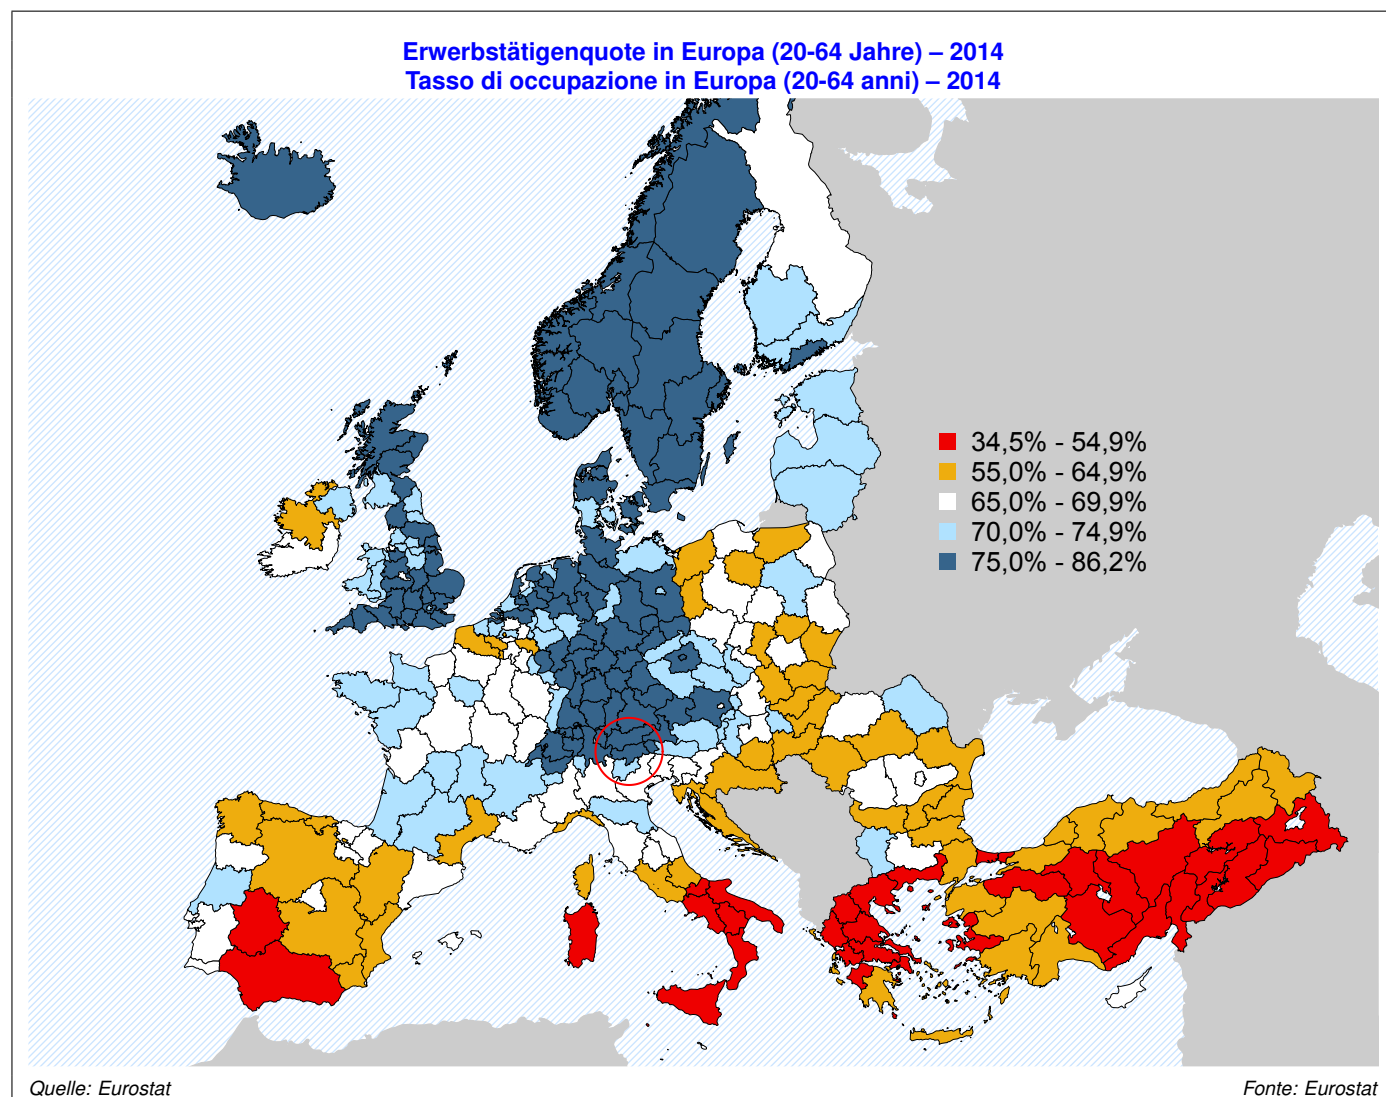 Erwerbstätigenquote in Europa (20-64 Jahre) – 2014
Tasso di occupazione in Europa (20-64 anni) – 2014
34,5% - 54,9%
55,0% - 64,9%
65,0% - 69,9%
70,0% - 74,9%
75,0% - 86,2%
Quelle: Eurostat
Fonte: Eurostat